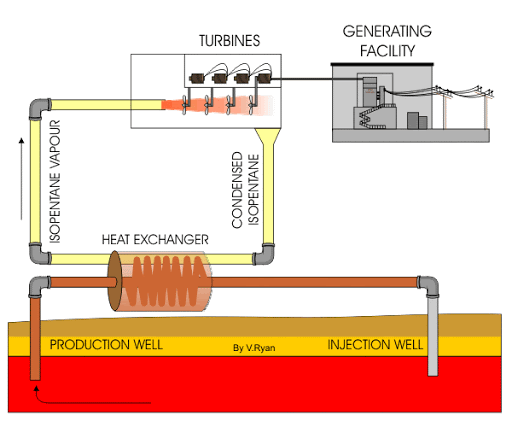 GENERATING
FACILITY
TURBINES
ISOPENTANE VAPOUR
CONDENSED
ISOPENTANE
HEAT EXCHANGER
PRODUCTION WELL
By V.Ryan
INJECTION WELL